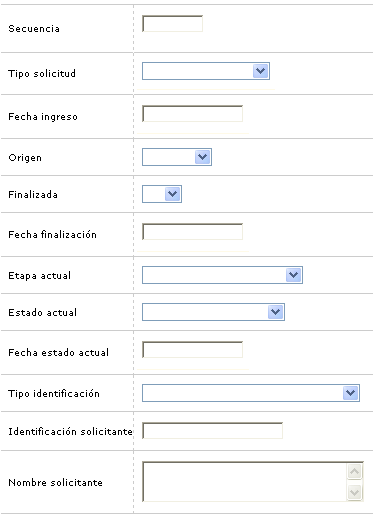 Secuencia
Tipo solicitud
Fecha ingreso
Origen
Finalizada
Fecha finalización
Etapa actual
Estado actual
Fecha estado actual
Tipo identificación
Identificación solicitante
Nombre solicitante